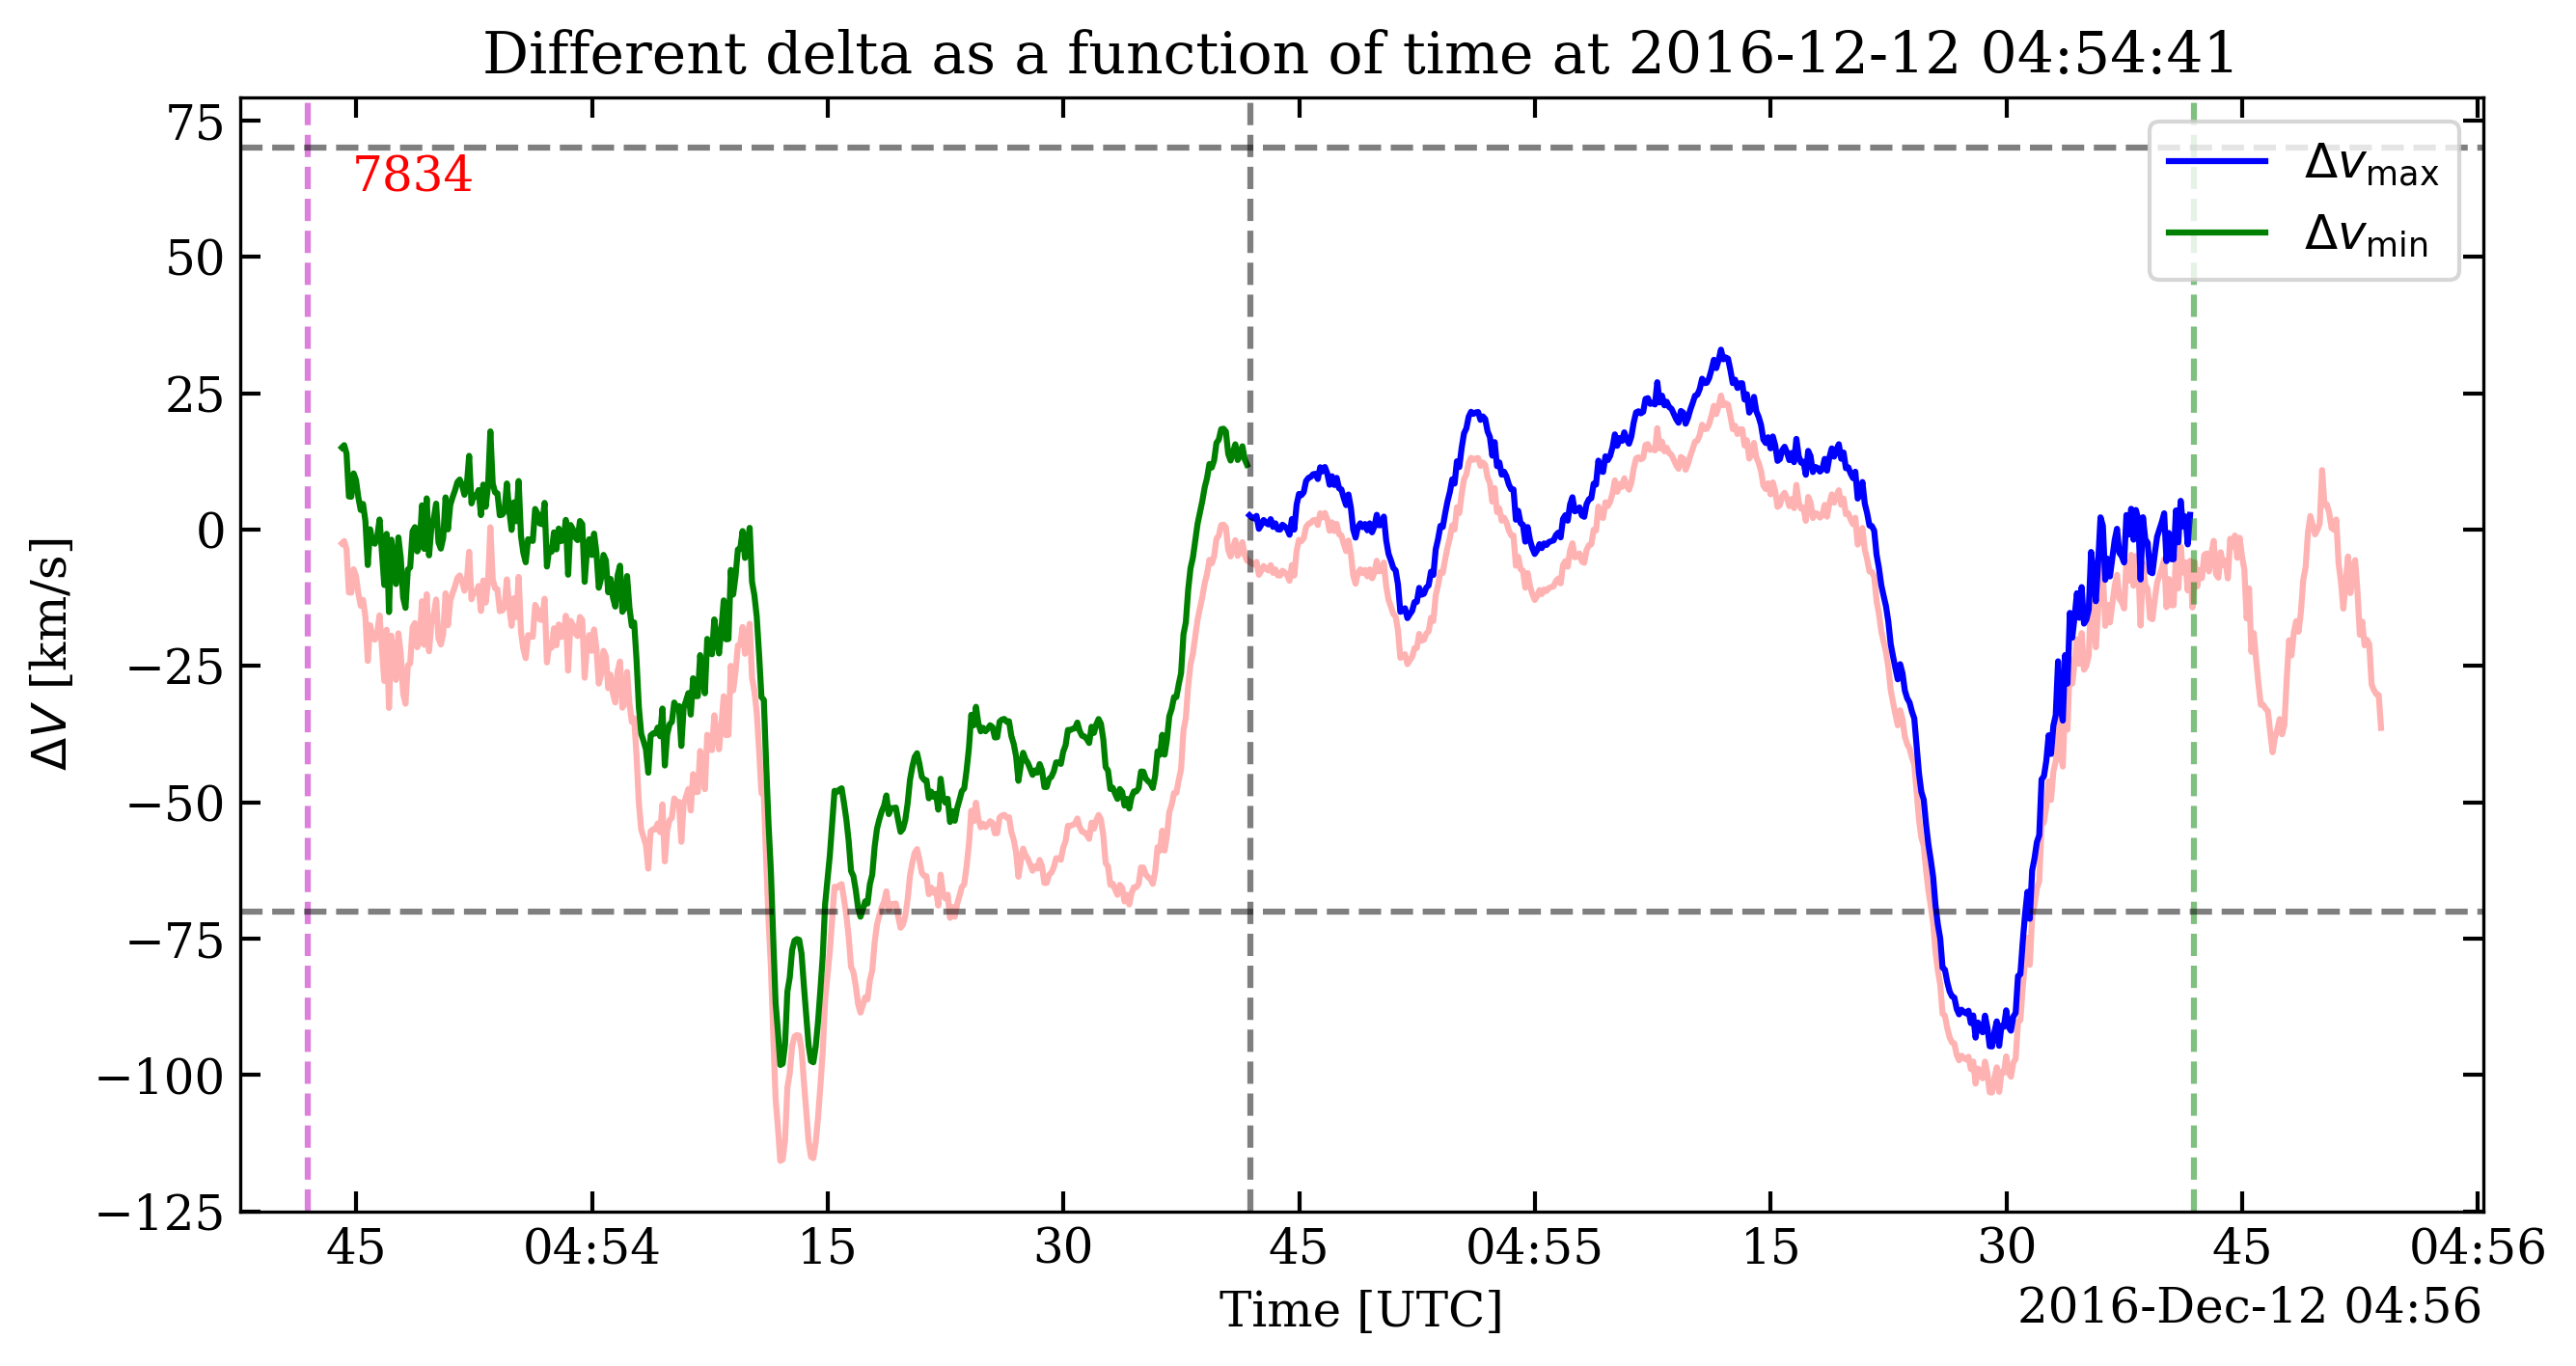 Different delta as a function of time at 2016-12-12 04:54:41
75
50
25
0
−25
−50
−75
−100
−125
ΔV [km/s]
7834
Δv_max
Δv_min
45 04:54 15 30 45 04:55 15 30 45 04:56
Time [UTC]
2016-Dec-12 04:56